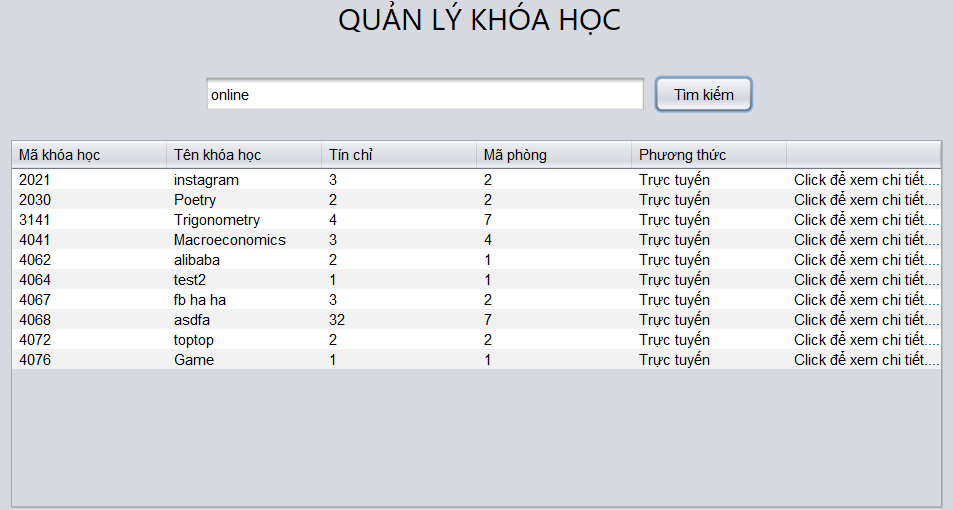 QUẢN LÝ KHÓA HỌC
online Tìm kiếm
Mã khóa học Tên khóa học Tín chỉ Mã phòng Phương thức
2021 instagram 3 2 Trực tuyến Click để xem chi tiết....
2030 Poetry 2 2 Trực tuyến Click để xem chi tiết....
3141 Trigonometry 4 7 Trực tuyến Click để xem chi tiết....
4041 Macroeconomics 3 4 Trực tuyến Click để xem chi tiết....
4062 alibaba 2 1 Trực tuyến Click để xem chi tiết....
4064 test2 1 1 Trực tuyến Click để xem chi tiết....
4067 fb ha ha 3 2 Trực tuyến Click để xem chi tiết....
4068 asdfa 32 7 Trực tuyến Click để xem chi tiết....
4072 toptop 2 2 Trực tuyến Click để xem chi tiết....
4076 Game 1 1 Trực tuyến Click để xem chi tiết....